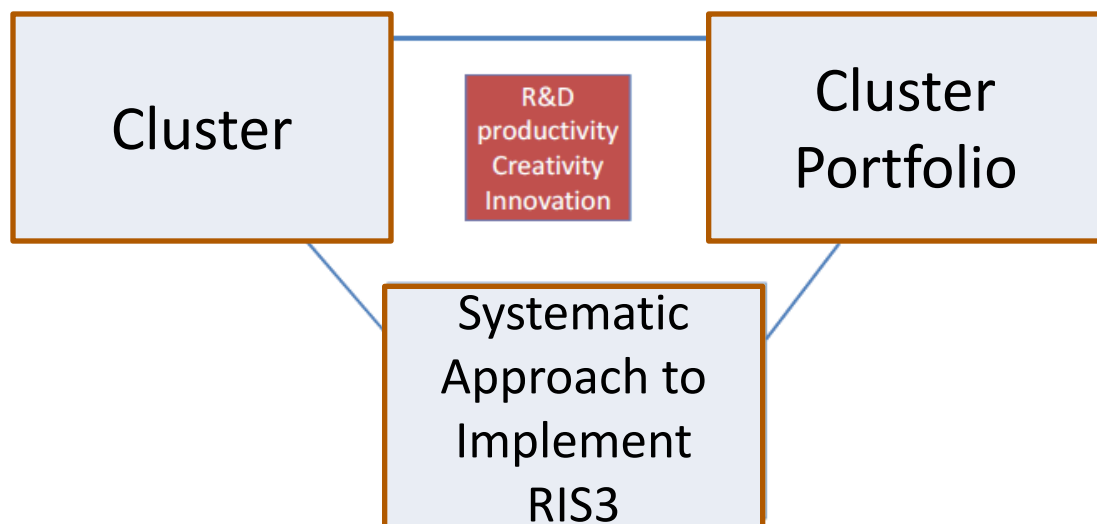 Cluster
R&D
productivity
Creativity
Innovation
Cluster
Portfolio
Systematic
Approach to
Implement
RIS3